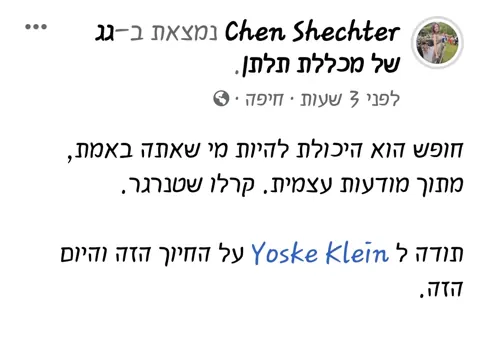 Chen Shechter נמצאת ב-גג
של מכללת תלתן.
לפני 3 שעות · חיפה ·
חופש הוא היכולת להיות מי שאתה באמת,
מתוך מודעות עצמית. קרלו שטנרגר.
תודה ל Yoske Klein על החיוך הזה והיום
הזה.